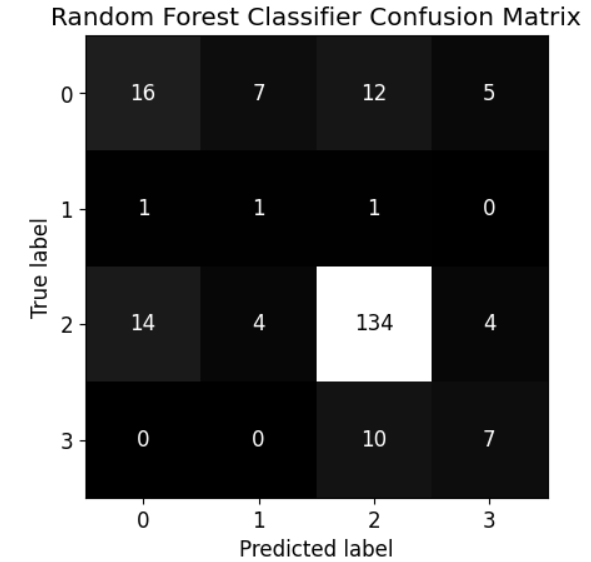 Random Forest Classifier Confusion Matrix
0 16 7 12 5
1 1 1 1 0
2 14 4 134 4
3 0 0 10 7
0 1 2 3
True label
Predicted label